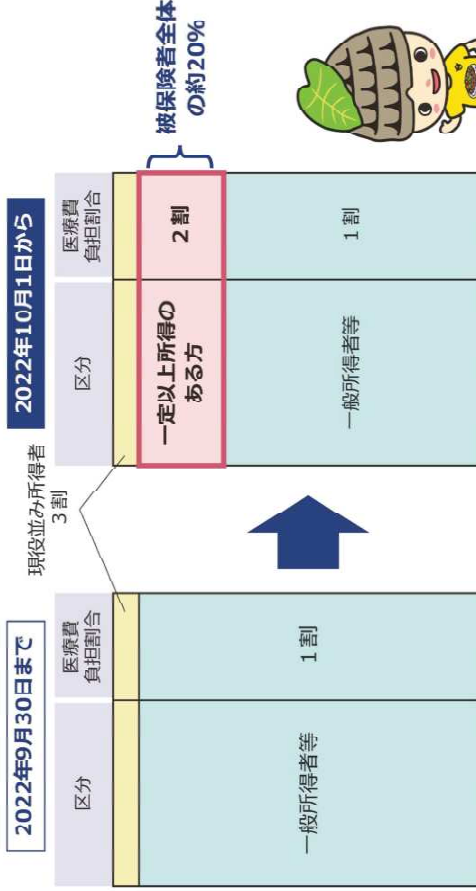 2022年9月30日まで
区分
医療費
負担割合
一般所得者等
1割
現役並み所得者
3割
2022年10月1日から
区分
医療費
負担割合
一定以上所得の
ある方
2割
一般所得者等
1割
被保険者全体
の約20%